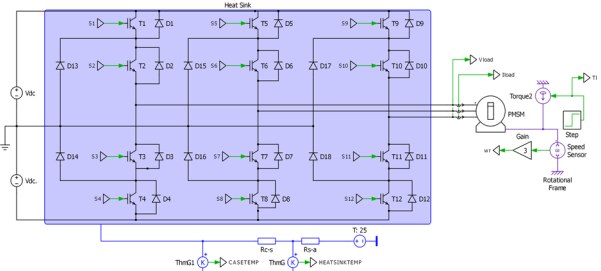 Heat Sink
S1 T1 D1 S5 T5 D5 S9 T9 D9
D13 S2 T2 D2 D15 S6 T6 D6 D17 S10 T10 D10
V load
I load
Vdc
Torque2
PMSM
Step
Gain
3
wr
ω
Speed
Sensor
Rotational
Frame
D14 S3 T3 D3 D16 S7 T7 D7 D18 S11 T11 D11
Vdc.
S4 T4 D4 S8 T8 D8 S12 T12 D12
T: 25
Rc-s Rs-a
ThmG1 K CASETEMP ThmG K HEATSINKTEMP